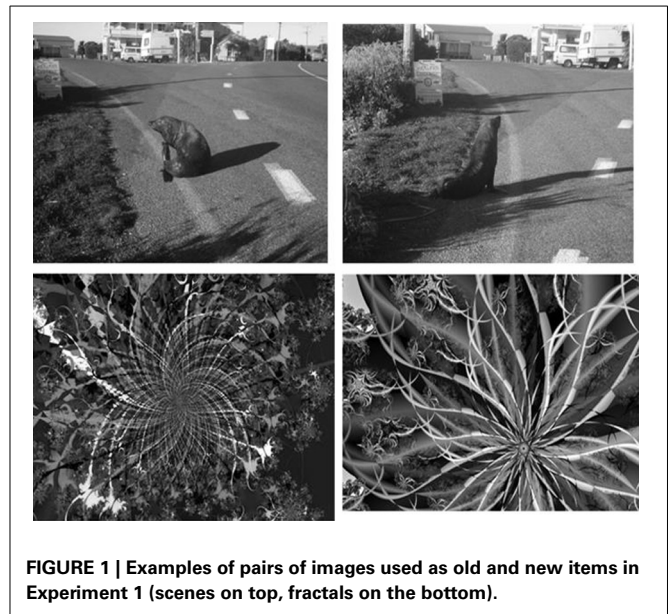 FIGURE 1 | Examples of pairs of images used as old and new items in
Experiment 1 (scenes on top, fractals on the bottom).